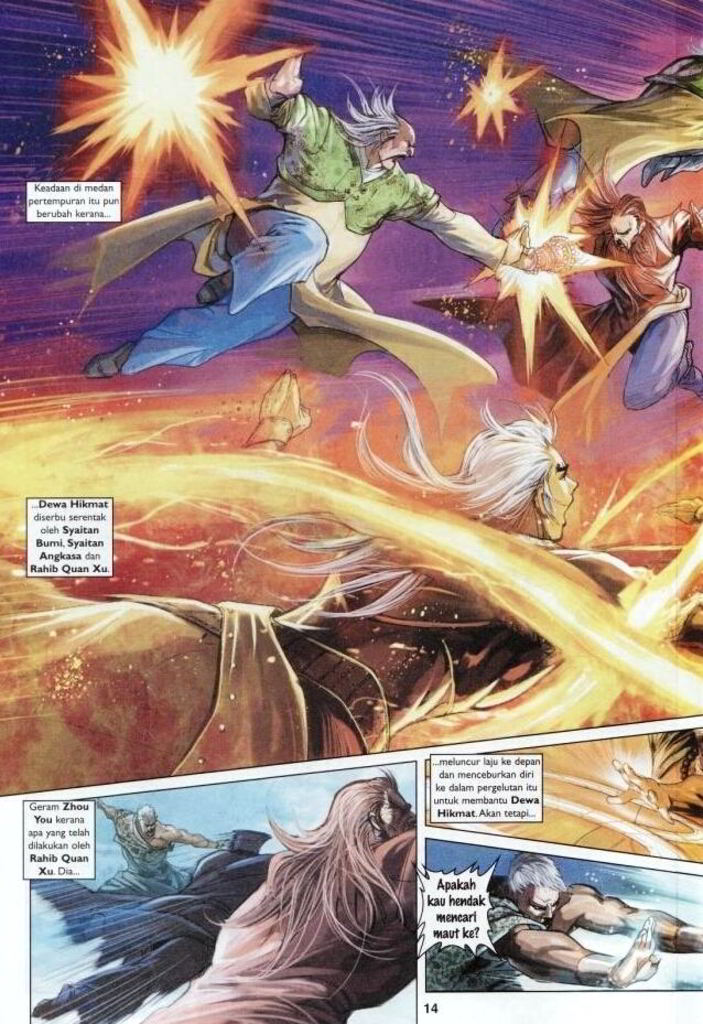 Keadaan di medan
pertempuran itu pun
berubah kerana...
...Dewa Hikmat
diserbu serentak
oleh Syaitan
Bumi, Syaitan
Angkasa dan
Rahib Quan Xu.
Geram Zhou
You kerana
apa yang telah
dilakukan oleh
Rahib Quan
Xu. Dia...
...meluncur laju ke depan
dan menceburkan diri
ke dalam pergelutan itu
untuk membantu Dewa
Hikmat. Akan tetapi...
Apakah
kau hendak
mencari
maut ke?
14